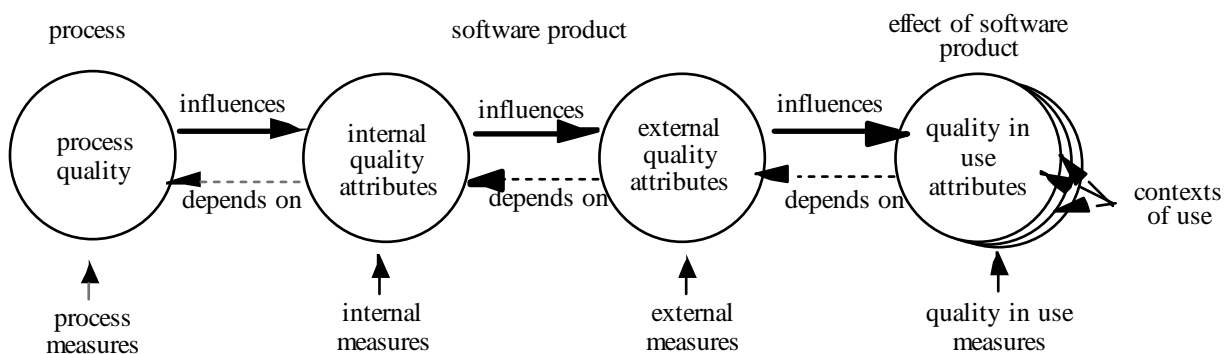 process
software product
effect of software
product
influences
influences
influences
process
quality
internal
quality
attributes
external
quality
attributes
quality in
use
attributes
depends on
depends on
depends on
contexts
of use
process
measures
internal
measures
external
measures
quality in use
measures